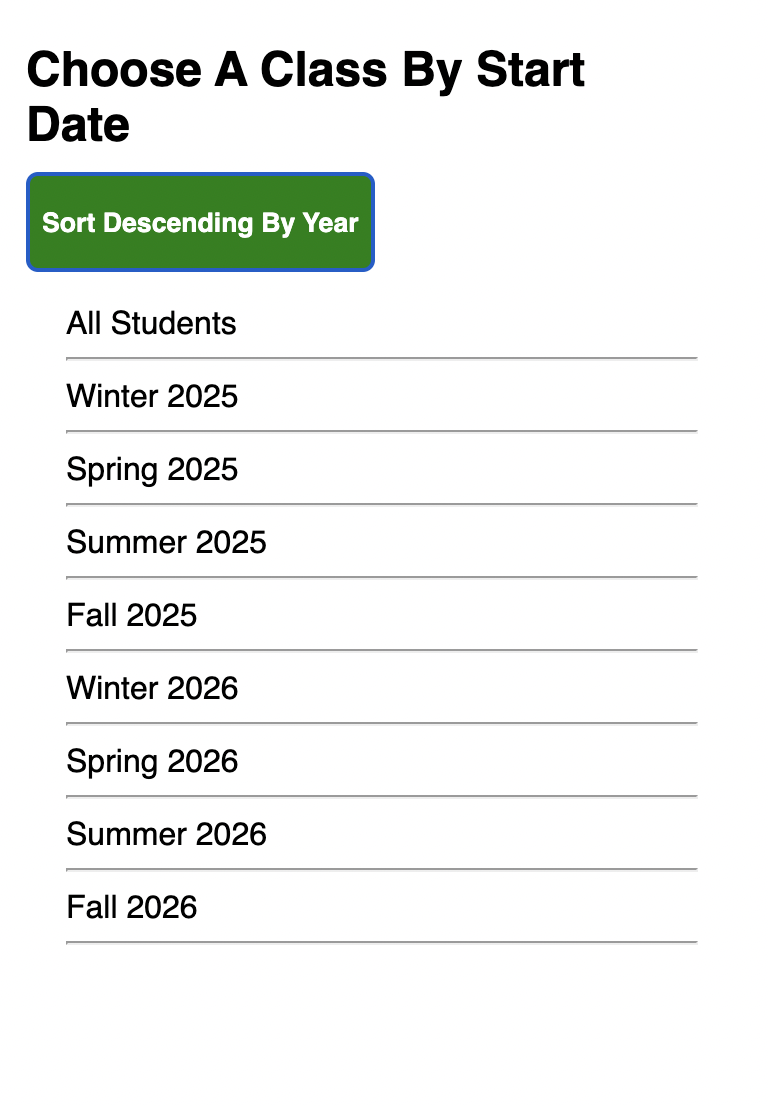 Choose A Class By Start
Date
Sort Descending By Year
All Students
Winter 2025
Spring 2025
Summer 2025
Fall 2025
Winter 2026
Spring 2026
Summer 2026
Fall 2026